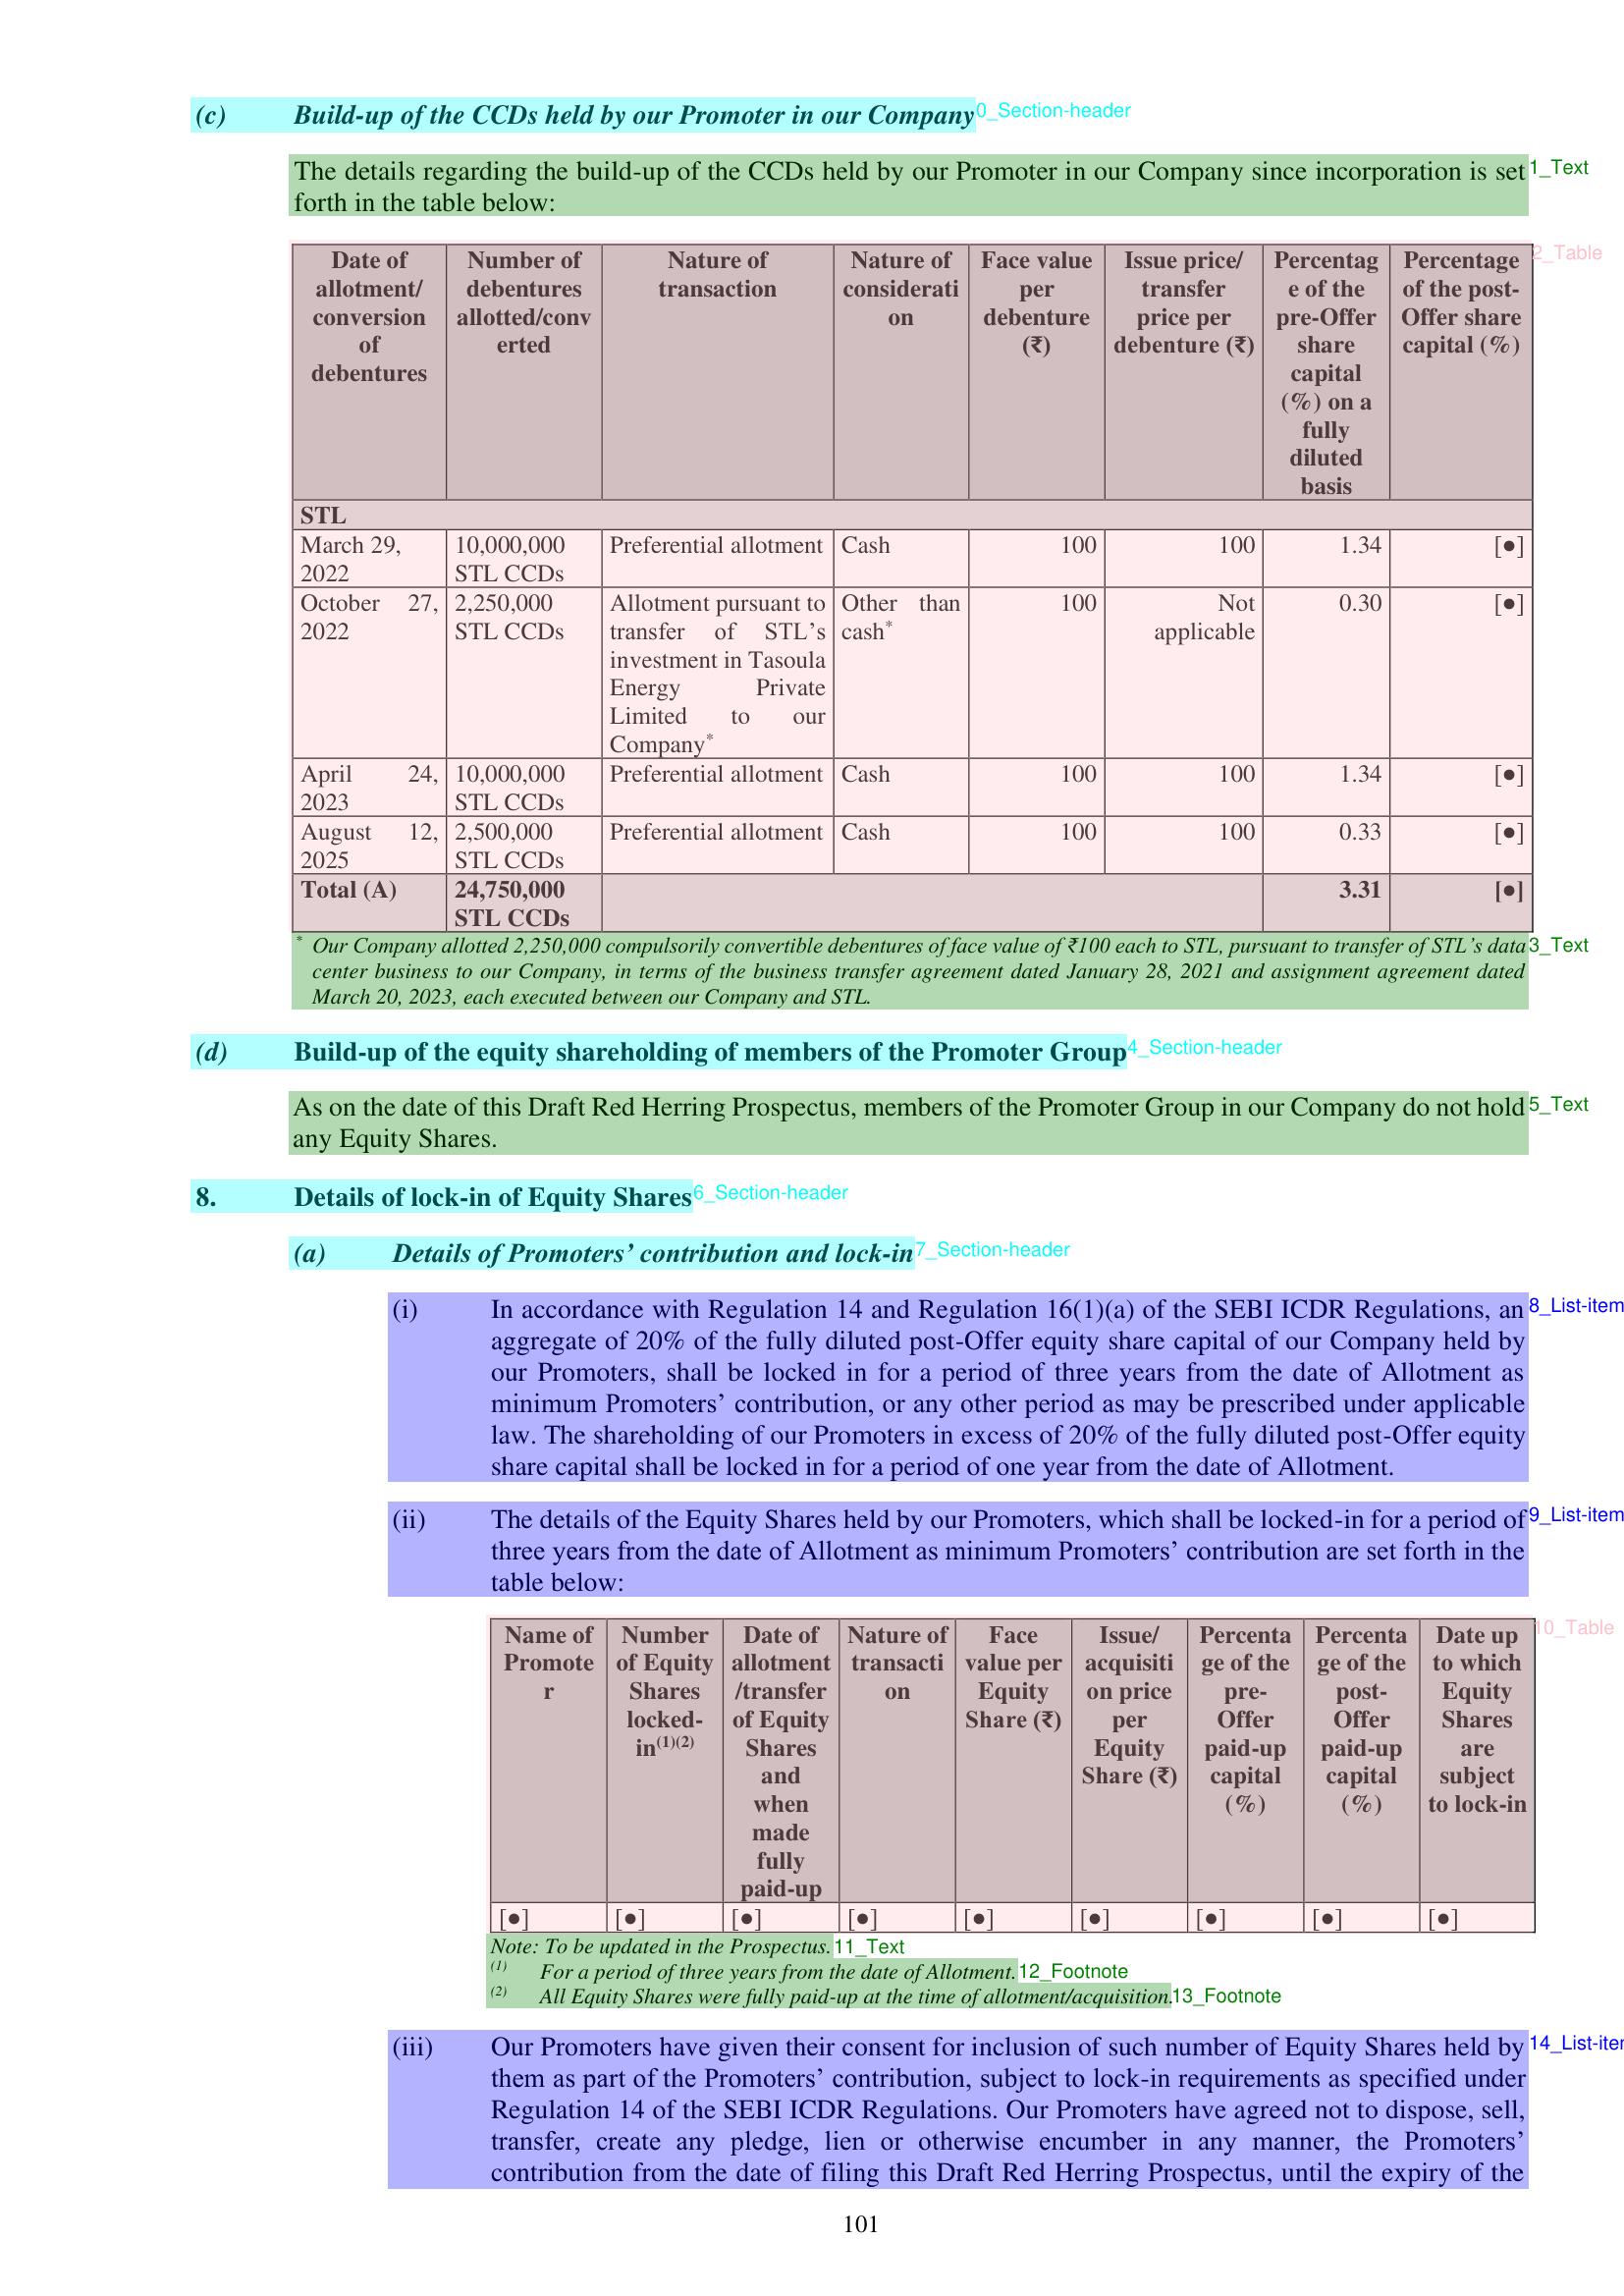 (c) Build-up of the CCDs held by our Promoter in our Company 0_Section-header
The details regarding the build-up of the CCDs held by our Promoter in our Company since incorporation is set 1_Text
forth in the table below:
2_Table
Date of allotment/ conversion of debentures | Number of debentures allotted/conv erted | Nature of transaction | Nature of considerati on | Face value per debenture (₹) | Issue price/ transfer price per debenture (₹) | Percentag e of the pre-Offer share capital (%) on a fully diluted basis | Percentage of the post- Offer share capital (%)
STL
March 29, 2022 | 10,000,000 STL CCDs | Preferential allotment | Cash | 100 | 100 | 1.34 | [●]
October 27, 2022 | 2,250,000 STL CCDs | Allotment pursuant to transfer of STL’s investment in Tasoula Energy Private Limited to our Company* | Other than cash* | 100 | Not applicable | 0.30 | [●]
April 24, 2023 | 10,000,000 STL CCDs | Preferential allotment | Cash | 100 | 100 | 1.34 | [●]
August 12, 2025 | 2,500,000 STL CCDs | Preferential allotment | Cash | 100 | 100 | 0.33 | [●]
Total (A) | 24,750,000 STL CCDs | 3.31 | [●]
* Our Company allotted 2,250,000 compulsorily convertible debentures of face value of ₹100 each to STL, pursuant to transfer of STL’s data 3_Text
center business to our Company, in terms of the business transfer agreement dated January 28, 2021 and assignment agreement dated
March 20, 2023, each executed between our Company and STL.
(d) Build-up of the equity shareholding of members of the Promoter Group 4_Section-header
As on the date of this Draft Red Herring Prospectus, members of the Promoter Group in our Company do not hold 5_Text
any Equity Shares.
8. Details of lock-in of Equity Shares 6_Section-header
(a) Details of Promoters’ contribution and lock-in 7_Section-header
(i) In accordance with Regulation 14 and Regulation 16(1)(a) of the SEBI ICDR Regulations, an 8_List-item
aggregate of 20% of the fully diluted post-Offer equity share capital of our Company held by
our Promoters, shall be locked in for a period of three years from the date of Allotment as
minimum Promoters’ contribution, or any other period as may be prescribed under applicable
law. The shareholding of our Promoters in excess of 20% of the fully diluted post-Offer equity
share capital shall be locked in for a period of one year from the date of Allotment.
(ii) The details of the Equity Shares held by our Promoters, which shall be locked-in for a period of 9_List-item
three years from the date of Allotment as minimum Promoters’ contribution are set forth in the
table below:
10_Table
Name of Promote r | Number of Equity Shares locked- in(1)(2) | Date of allotment /transfer of Equity Shares and when made fully paid-up | Nature of transacti on | Face value per Equity Share (₹) | Issue/ acquisiti on price per Equity Share (₹) | Percenta ge of the pre- Offer paid-up capital (%) | Percenta ge of the post- Offer paid-up capital (%) | Date up to which Equity Shares are subject to lock-in
[●] | [●] | [●] | [●] | [●] | [●] | [●] | [●] | [●]
Note: To be updated in the Prospectus. 11_Text
(1) For a period of three years from the date of Allotment. 12_Footnote
(2) All Equity Shares were fully paid-up at the time of allotment/acquisition. 13_Footnote
(iii) Our Promoters have given their consent for inclusion of such number of Equity Shares held by 14_List-iter
them as part of the Promoters’ contribution, subject to lock-in requirements as specified under
Regulation 14 of the SEBI ICDR Regulations. Our Promoters have agreed not to dispose, sell,
transfer, create any pledge, lien or otherwise encumber in any manner, the Promoters’
contribution from the date of filing this Draft Red Herring Prospectus, until the expiry of the
101